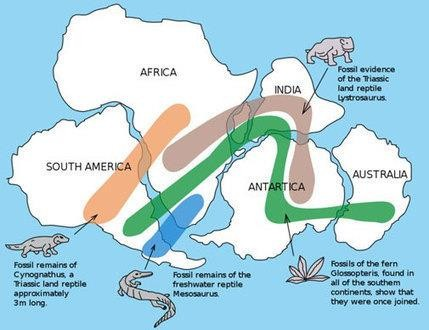 AFRICA
INDIA
Fossil evidence
of the Triassic
land reptile
Lystrosaurus.
SOUTH AMERICA
ANTARTICA
AUSTRALIA
Fossil remains of
Cynognathus, a
Triassic land reptile
approximately
3m long.
Fossil remains of the
freshwater reptile
Mesosaurus.
Fossils of the fern
Glossopteris, found in
all of the southern
continents, show that
they were once joined.